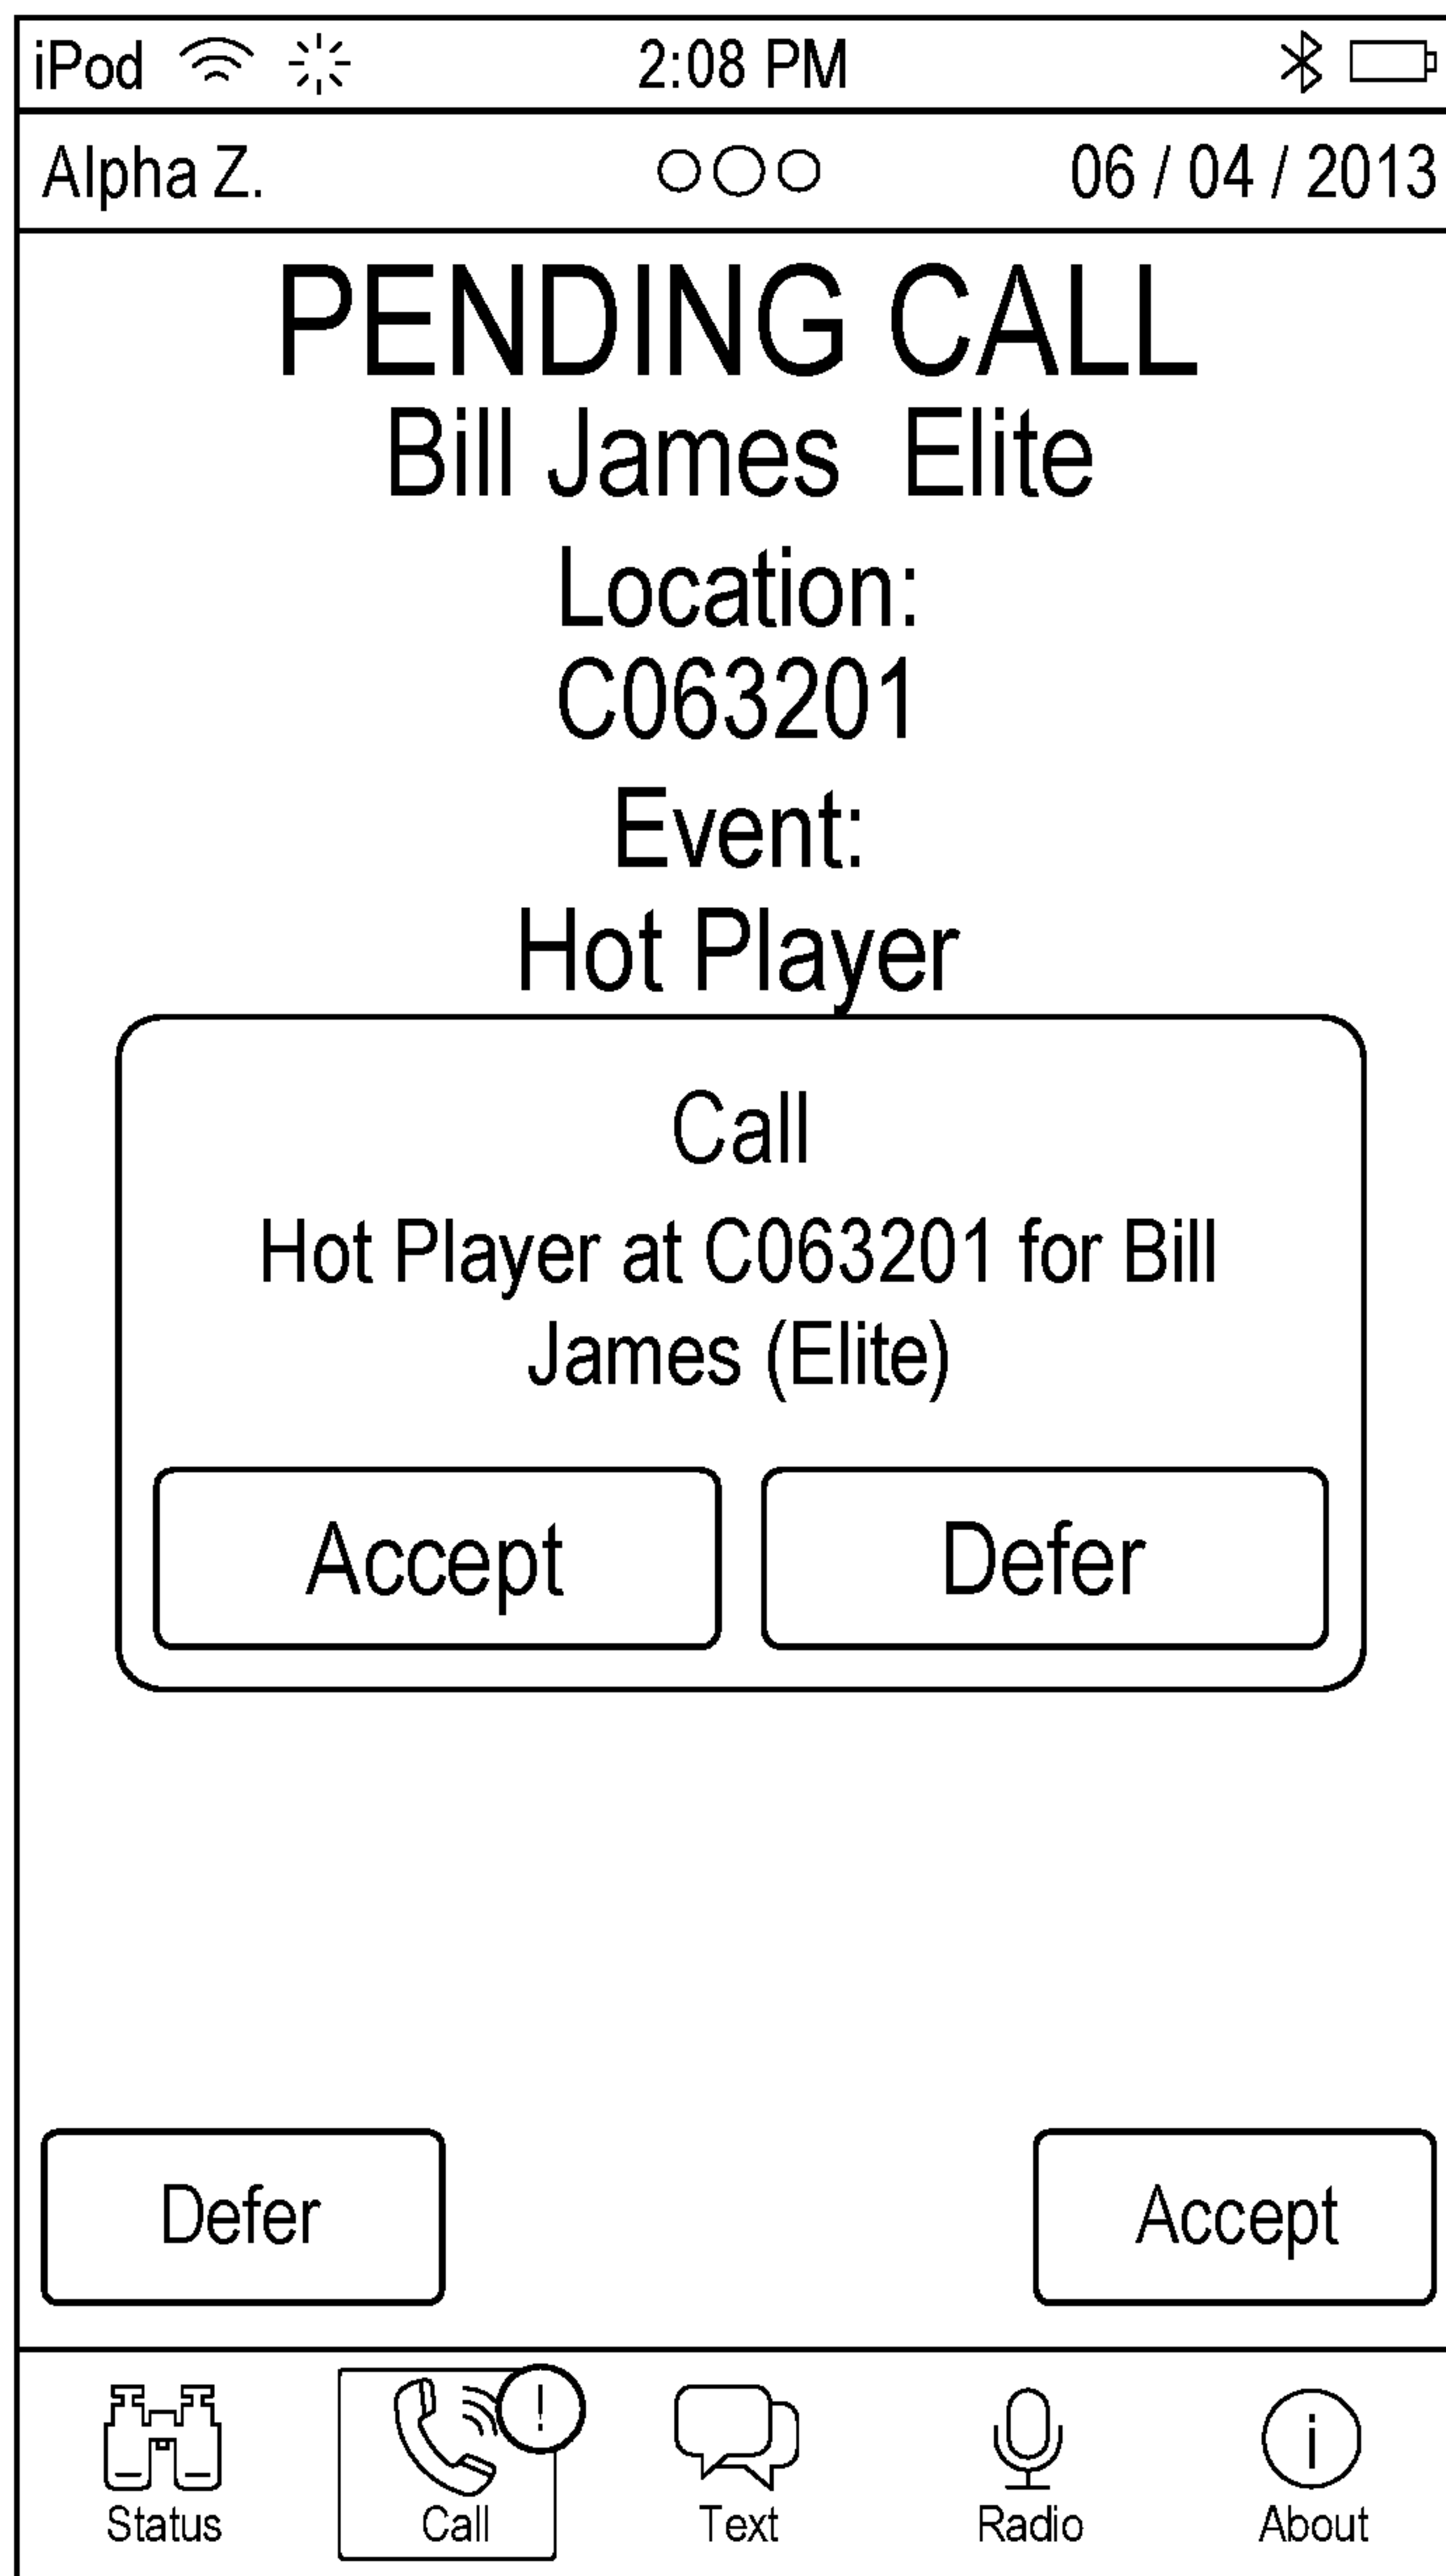 iPod 2:08 PM
Alpha Z. 06 / 04 / 2013
PENDING CALL
Bill James Elite
Location:
C063201
Event:
Hot Player
Call
Hot Player at C063201 for Bill
James (Elite)
Accept Defer
Defer Accept
!
i
Status Call Text Radio About